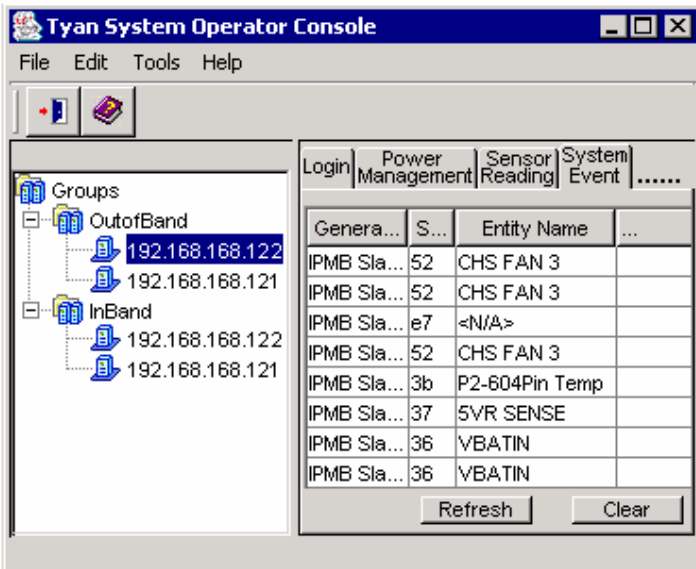 Tyan System Operator Console
File Edit Tools Help
Groups
OutofBand
192.168.168.122
192.168.168.121
InBand
192.168.168.122
192.168.168.121
Login Power Management Sensor Reading System Event ......
Genera... S... Entity Name ...
IPMB Sla... 52 CHS FAN 3
IPMB Sla... 52 CHS FAN 3
IPMB Sla... e7 <N/A>
IPMB Sla... 52 CHS FAN 3
IPMB Sla... 3b P2-604Pin Temp
IPMB Sla... 37 5VR SENSE
IPMB Sla... 36 VBATIN
IPMB Sla... 36 VBATIN
Refresh Clear